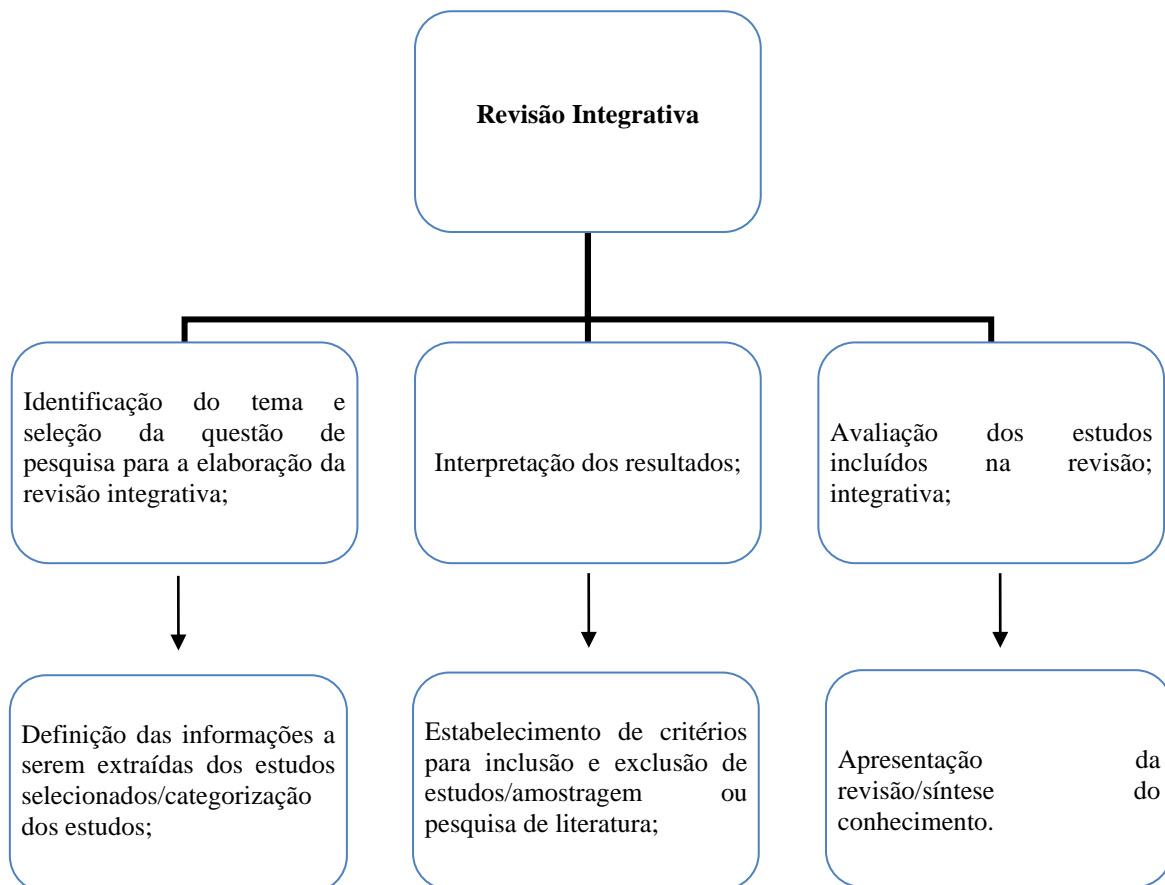 Revisão Integrativa
Identificação do tema e
seleção da questão de
pesquisa para a elaboração da
revisão integrativa;
Interpretação dos resultados;
Avaliação dos estudos
incluídos na revisão;
integrativa;
Definição das informações a
serem extraídas dos estudos
selecionados/categorização
dos estudos;
Estabelecimento de critérios
para inclusão e exclusão de
estudos/amostragem ou
pesquisa de literatura;
Apresentação da
revisão/síntese do
conhecimento.